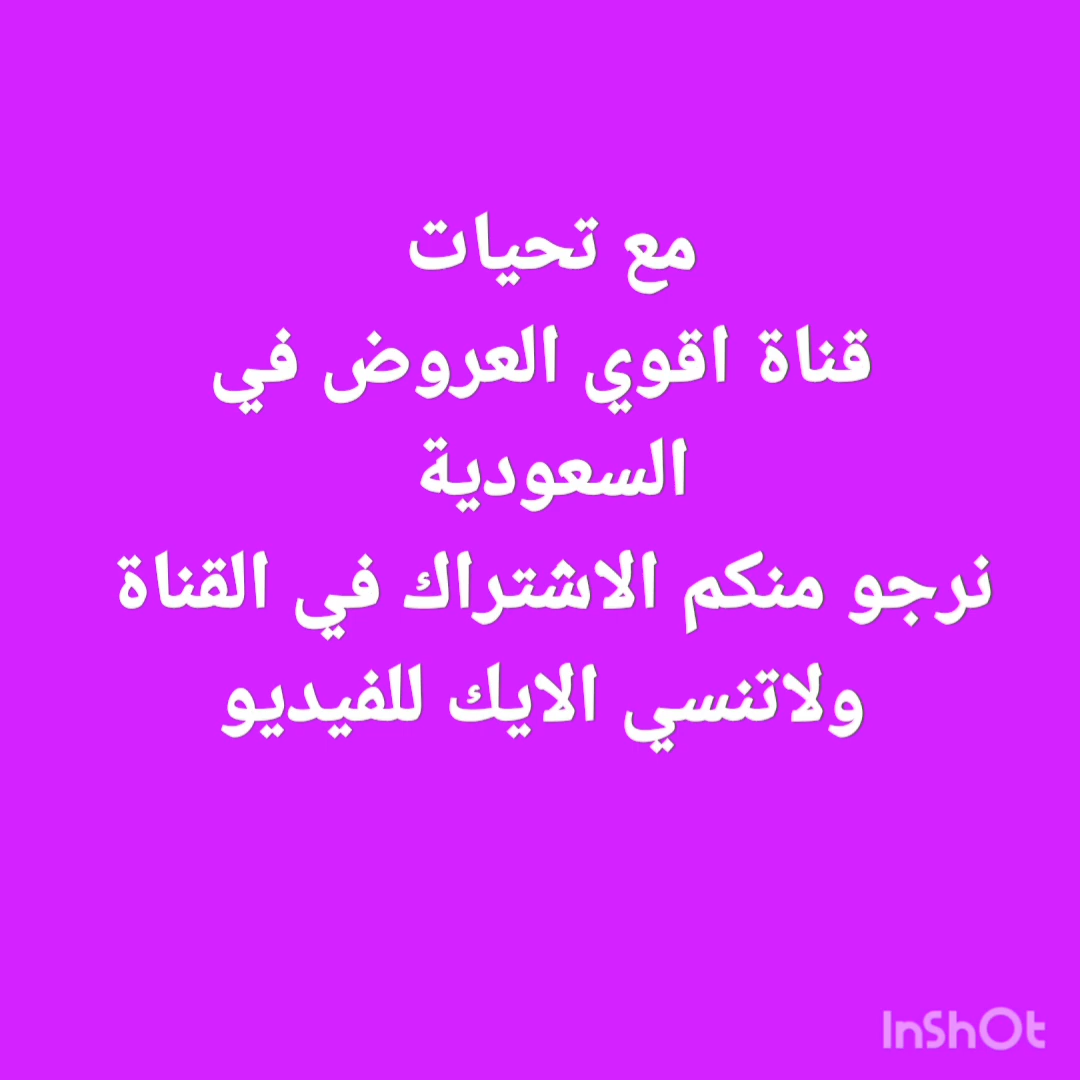 مع تحيات
قناة اقوي العروض في
السعودية
نرجو منكم الاشتراك في القناة
ولاتنسي الايك للفيديو
InShOt